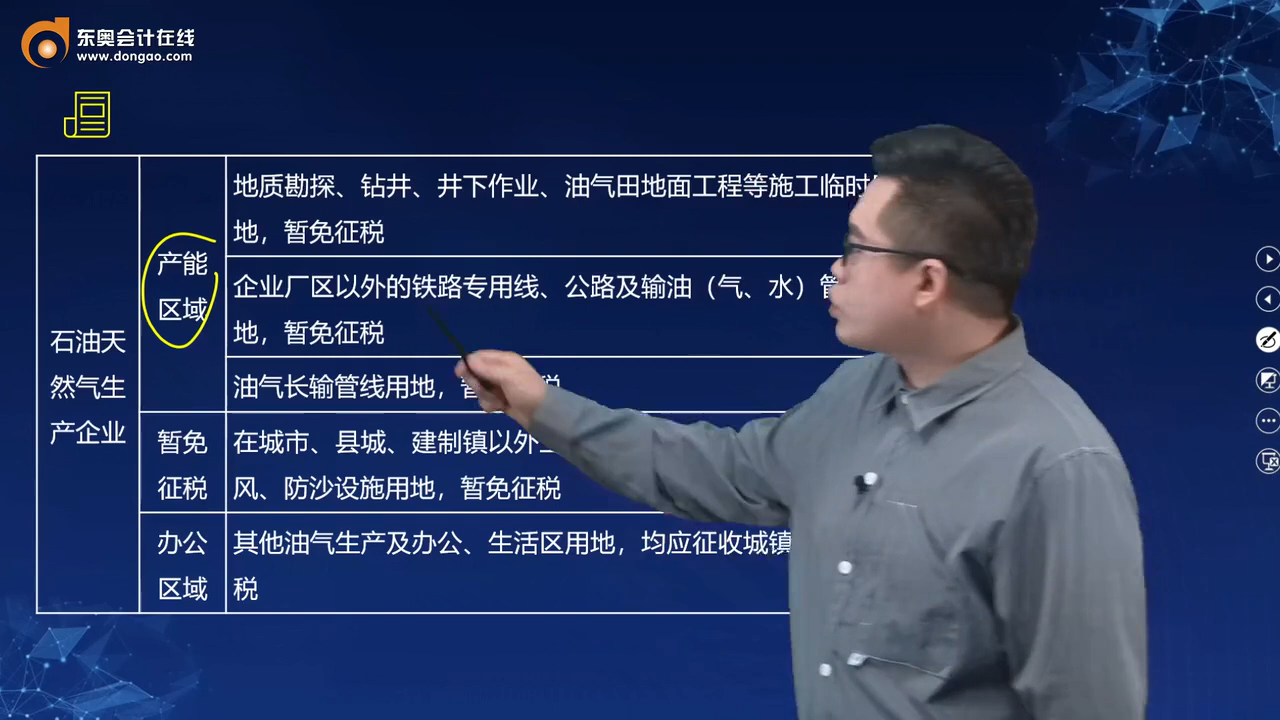 东奥会计在线
www.dongao.com
地质勘探、钻井、井下作业、油气田地面工程等施工临时
地，暂免征税
产能
区域
企业厂区以外的铁路专用线、公路及输油（气、水）管
地，暂免征税
油气长输管线用地，暂
税
石油天
然气生
产企业
暂免
征税
在城市、县城、建制镇以外
风、防沙设施用地，暂免征税
办公
区域
其他油气生产及办公、生活区用地，均应征收城镇
税